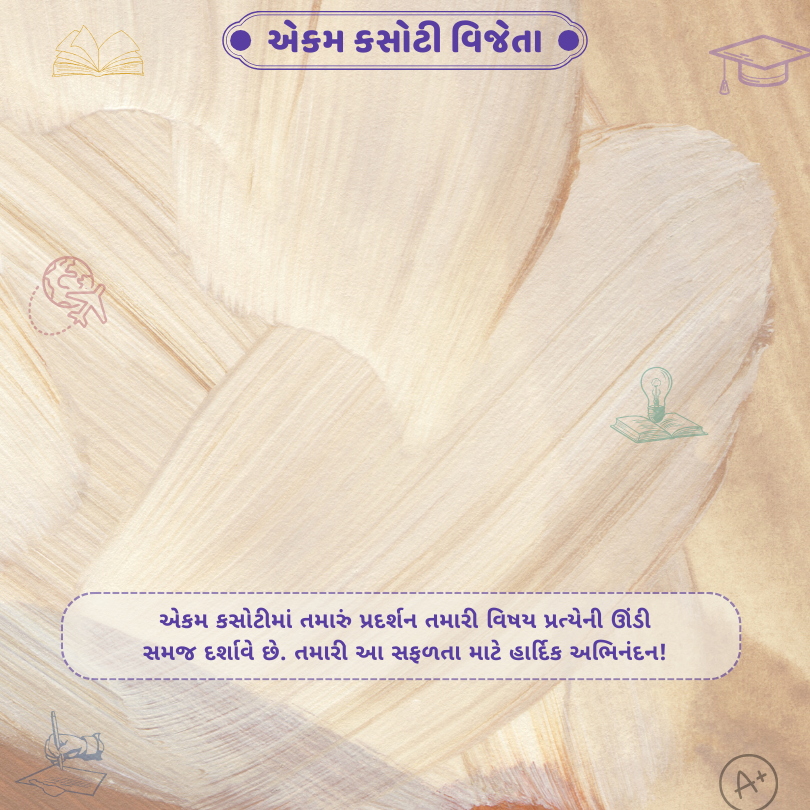 એકમ કસોટી વિજેતા
એકમ કસોટીમાં તમારું પ્રદર્શન તમારી વિષય પ્રત્યેની ઊંડી
સમજ દર્શાવે છે. તમારી આ સફળતા માટે હાર્દિક અભિનંદન!
A+